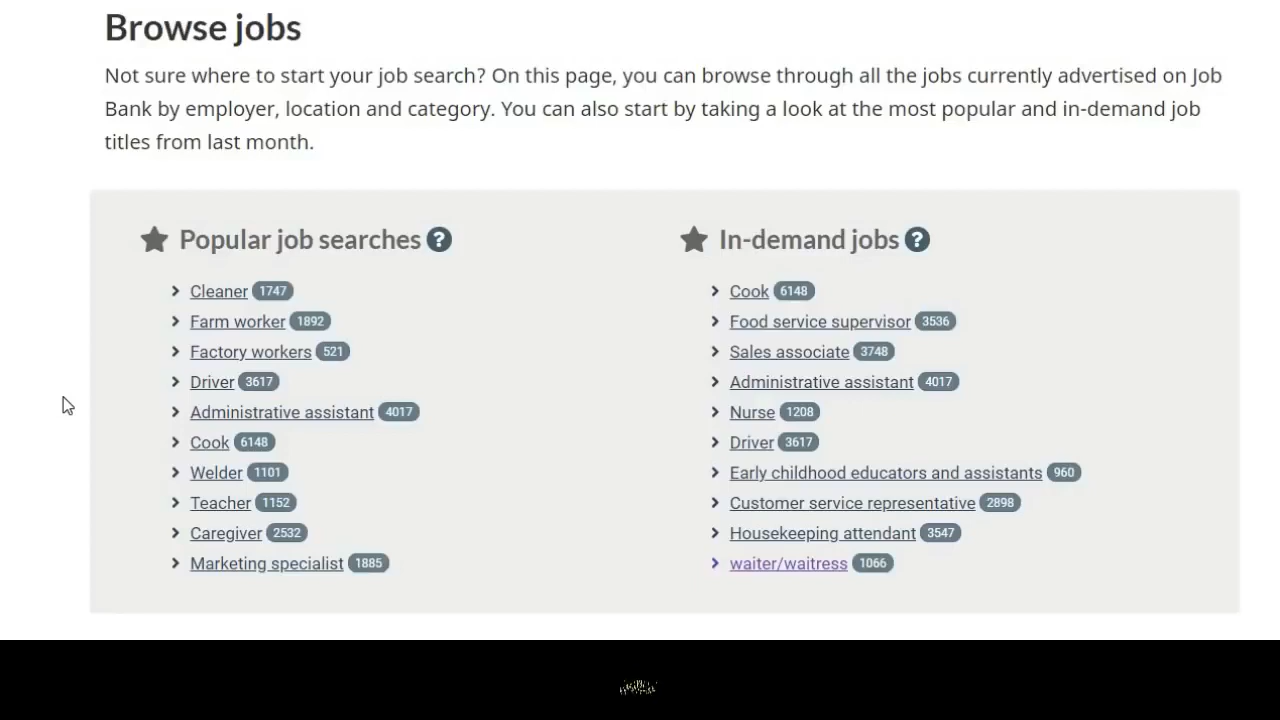 Browse jobs
Not sure where to start your job search? On this page, you can browse through all the jobs currently advertised on Job
Bank by employer, location and category. You can also start by taking a look at the most popular and in-demand job
titles from last month.
Popular job searches ?
Cleaner 1747
Farm worker 1892
Factory workers 521
Driver 3617
Administrative assistant 4017
Cook 6148
Welder 1101
Teacher 1152
Caregiver 2532
Marketing specialist 1885
In-demand jobs ?
Cook 6148
Food service supervisor 3536
Sales associate 3748
Administrative assistant 4017
Nurse 1208
Driver 3617
Early childhood educators and assistants 960
Customer service representative 2898
Housekeeping attendant 3547
waiter/waitress 1066